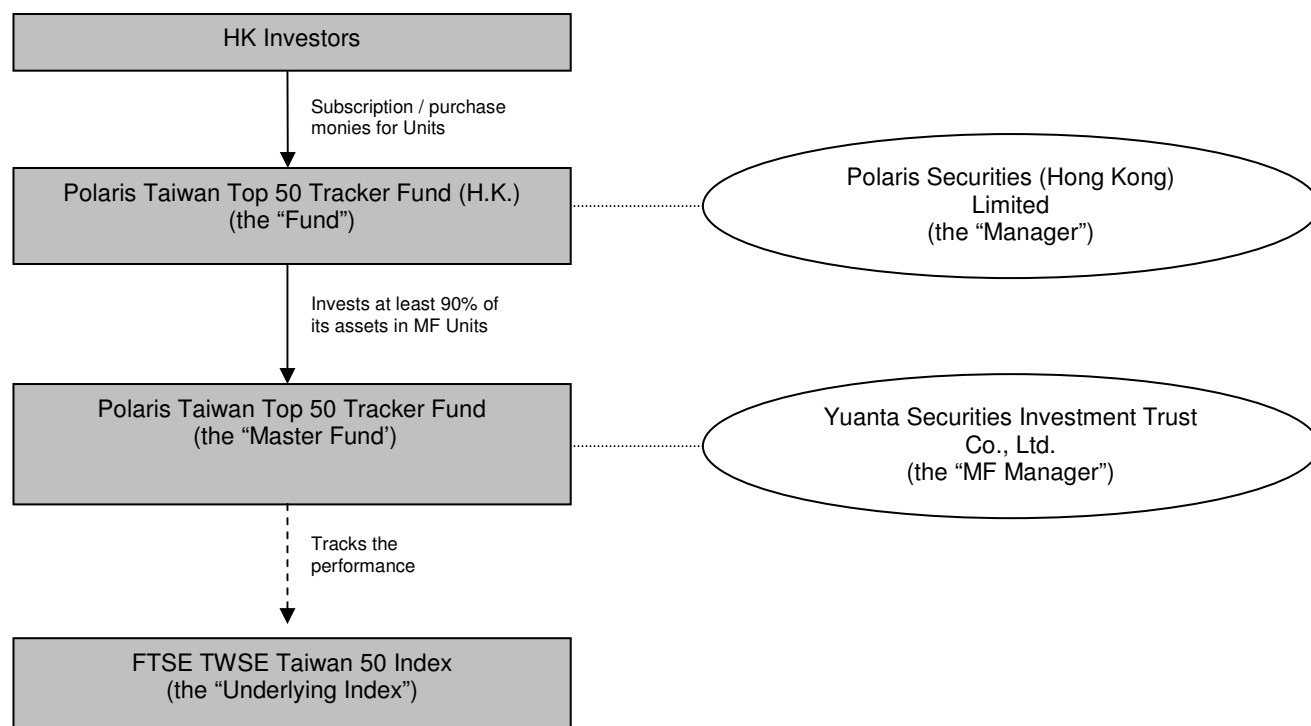 HK Investors
Subscription / purchase
monies for Units
Polaris Taiwan Top 50 Tracker Fund (H.K.)
(the “Fund”)
Polaris Securities (Hong Kong)
Limited
(the “Manager”)
Invests at least 90% of
its assets in MF Units
Polaris Taiwan Top 50 Tracker Fund
(the “Master Fund’)
Yuanta Securities Investment Trust
Co., Ltd.
(the “MF Manager”)
Tracks the
performance
FTSE TWSE Taiwan 50 Index
(the “Underlying Index”)